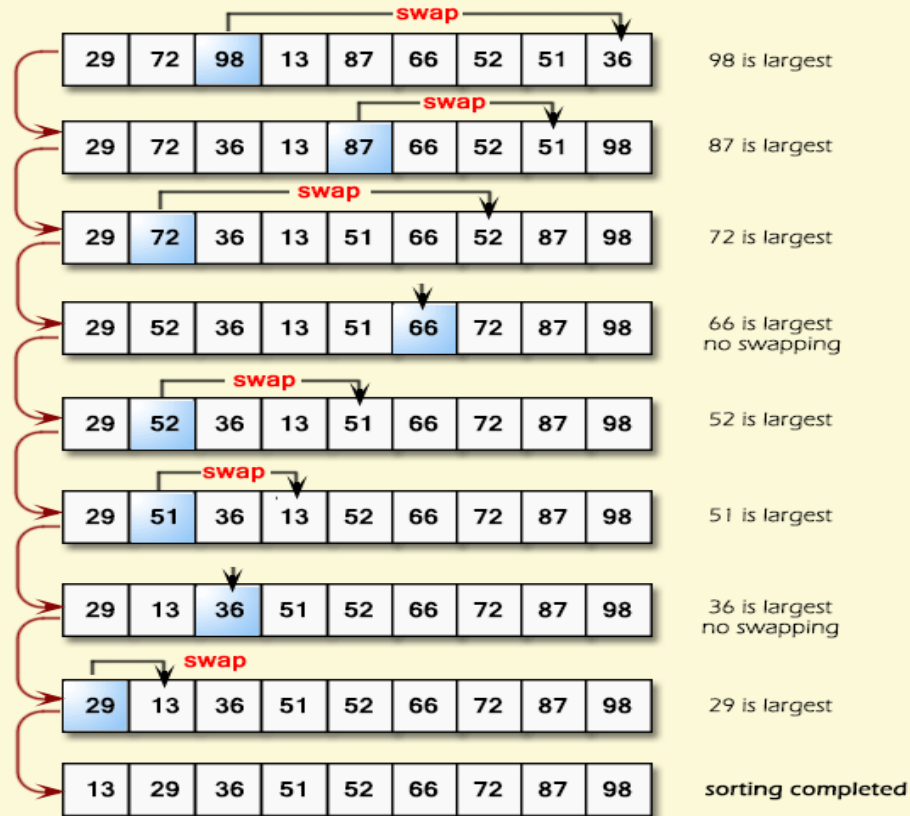 swap
29 72 98 13 87 66 52 51 36 98 is largest
swap
29 72 36 13 87 66 52 51 98 87 is largest
swap
29 72 36 13 51 66 52 87 98 72 is largest
29 52 36 13 51 66 72 87 98 66 is largest
no swapping
swap
29 52 36 13 51 66 72 87 98 52 is largest
swap
29 51 36 13 52 66 72 87 98 51 is largest
29 13 36 51 52 66 72 87 98 36 is largest
no swapping
swap
29 13 36 51 52 66 72 87 98 29 is largest
13 29 36 51 52 66 72 87 98 sorting completed